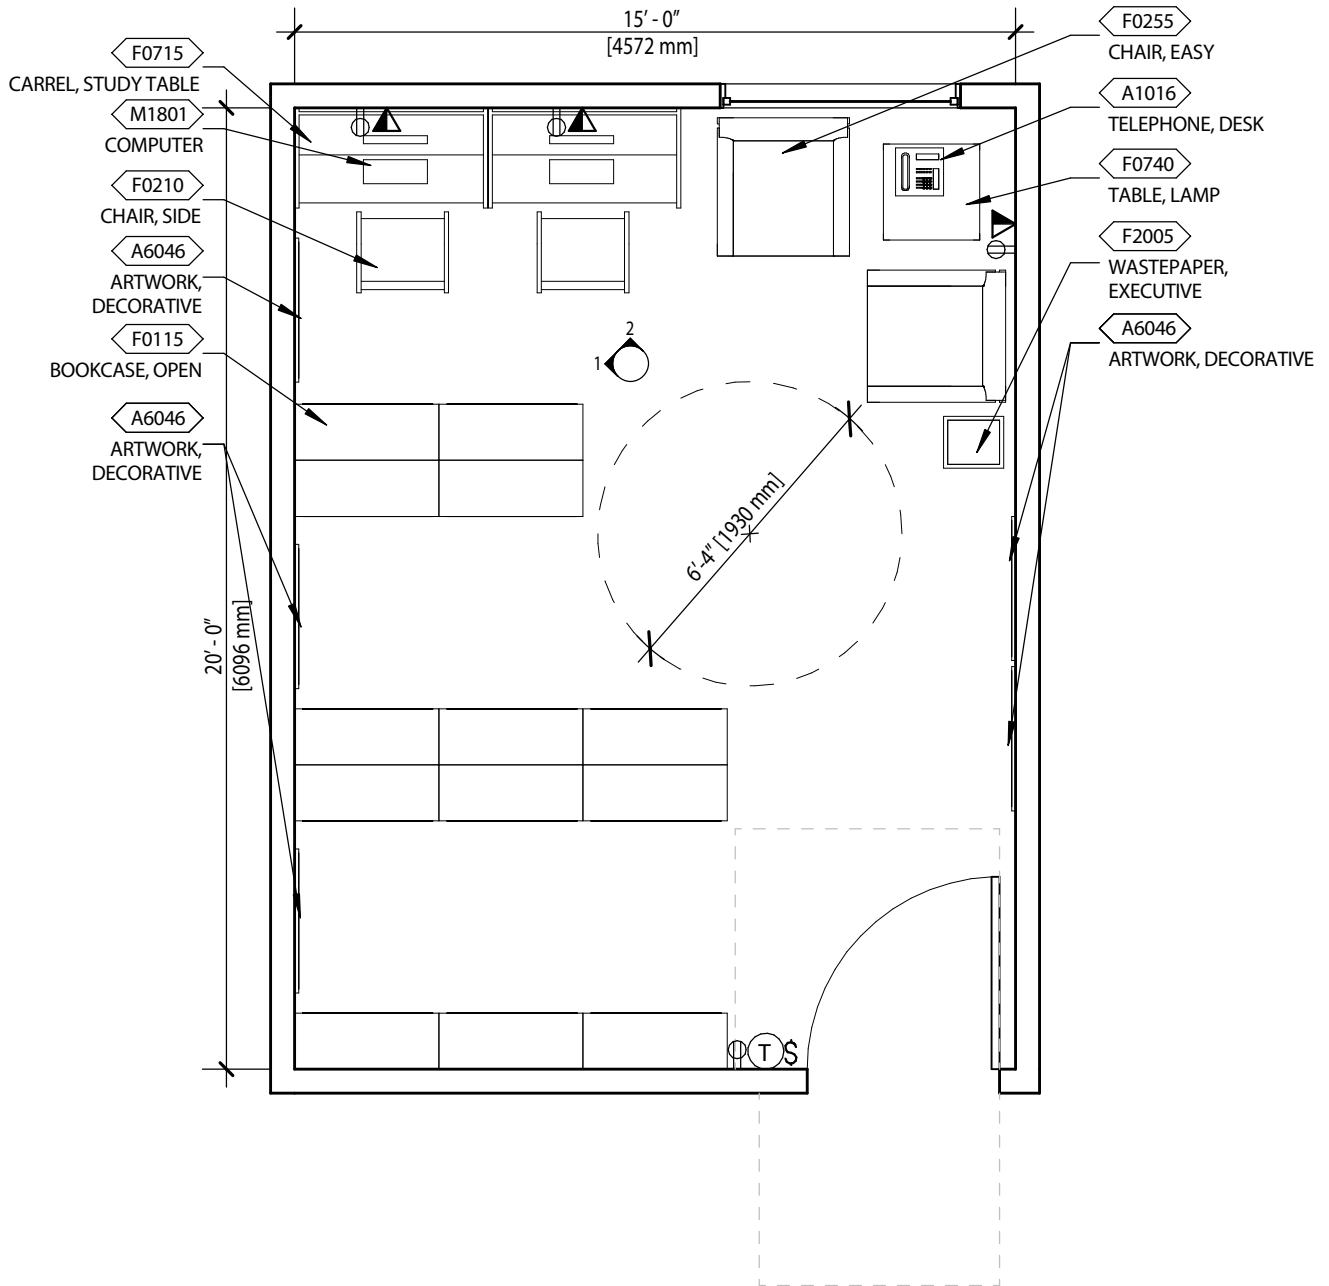 15' - 0"
[4572 mm]
F0715
CARREL, STUDY TABLE
M1801
COMPUTER
F0210
CHAIR, SIDE
A6046
ARTWORK,
DECORATIVE
F0115
BOOKCASE, OPEN
A6046
ARTWORK,
DECORATIVE
20' - 0"
[6096 mm]
2
1
6'-4" [1930 mm]
T $
F0255
CHAIR, EASY
A1016
TELEPHONE, DESK
F0740
TABLE, LAMP
F2005
WASTEPAPER,
EXECUTIVE
A6046
ARTWORK, DECORATIVE